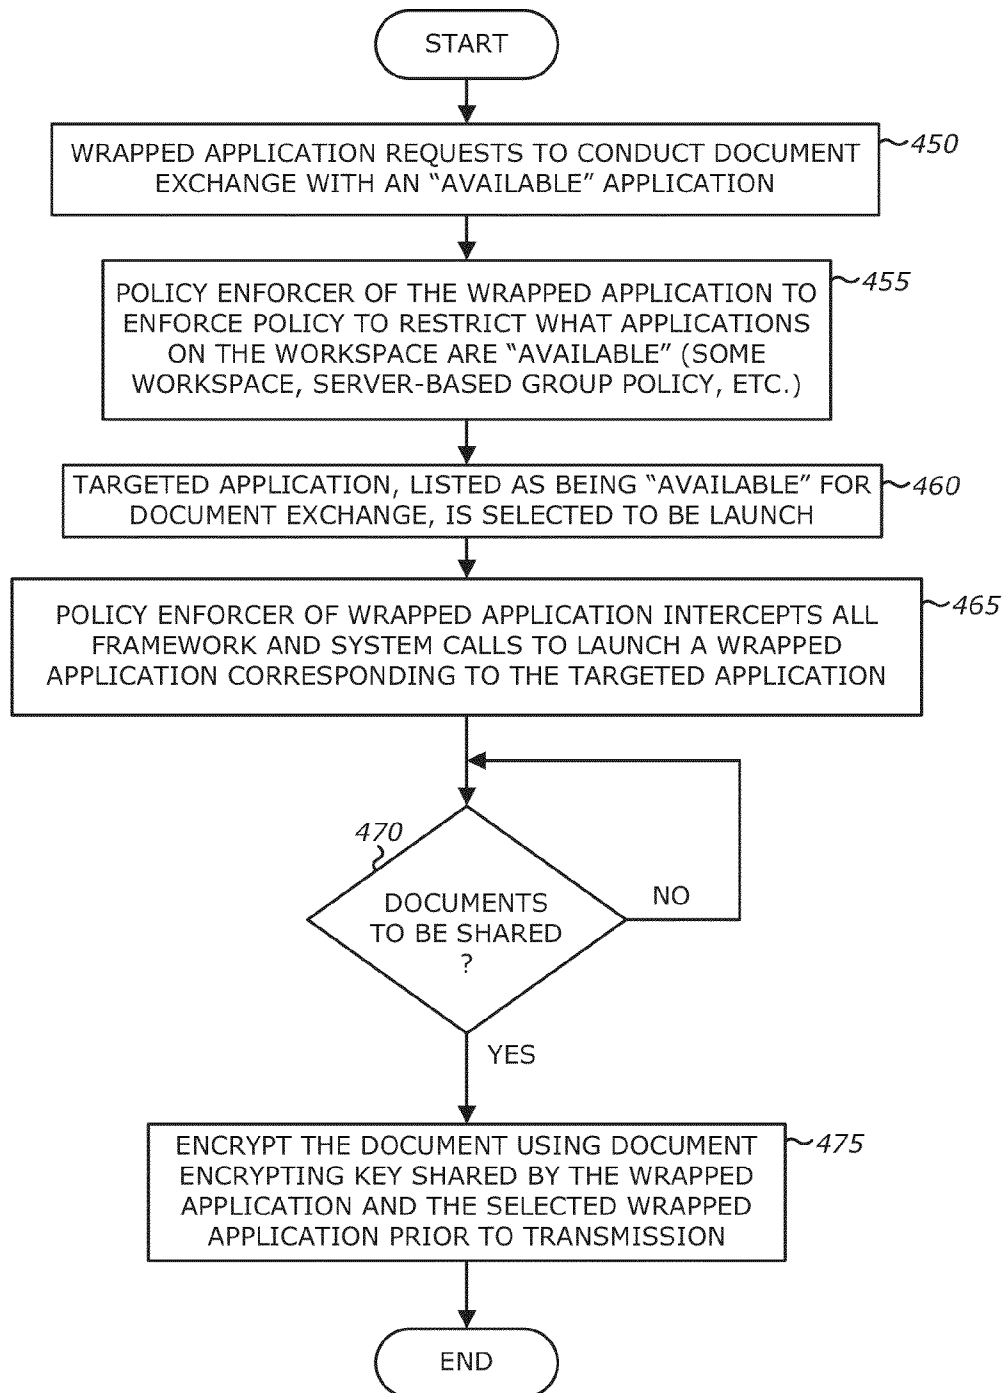 START
WRAPPED APPLICATION REQUESTS TO CONDUCT DOCUMENT
EXCHANGE WITH AN “AVAILABLE” APPLICATION
450
POLICY ENFORCER OF THE WRAPPED APPLICATION TO
ENFORCE POLICY TO RESTRICT WHAT APPLICATIONS
ON THE WORKSPACE ARE “AVAILABLE” (SOME
WORKSPACE, SERVER-BASED GROUP POLICY, ETC.)
455
TARGETED APPLICATION, LISTED AS BEING “AVAILABLE” FOR
DOCUMENT EXCHANGE, IS SELECTED TO BE LAUNCH
460
POLICY ENFORCER OF WRAPPED APPLICATION INTERCEPTS ALL
FRAMEWORK AND SYSTEM CALLS TO LAUNCH A WRAPPED
APPLICATION CORRESPONDING TO THE TARGETED APPLICATION
465
470
DOCUMENTS
TO BE SHARED
?
NO
YES
ENCRYPT THE DOCUMENT USING DOCUMENT
ENCRYPTING KEY SHARED BY THE WRAPPED
APPLICATION AND THE SELECTED WRAPPED
APPLICATION PRIOR TO TRANSMISSION
475
END